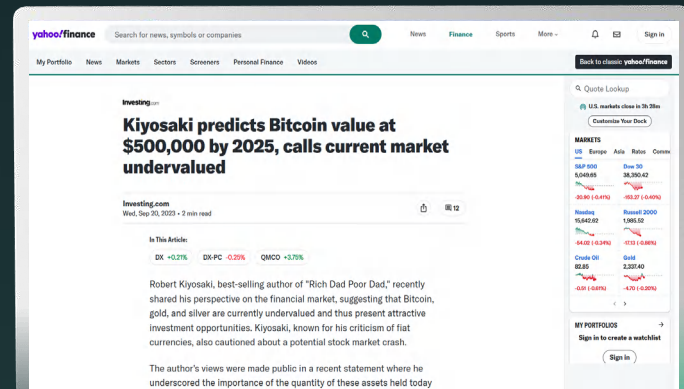 yahoo!finance
Search for news, symbols or companies
News
Finance
Sports
More
Sign in
My Portfolio
News
Markets
Sectors
Screeners
Personal Finance
Videos
Back to classic yahoo!finance
Investing.com
Kiyosaki predicts Bitcoin value at
$500,000 by 2025, calls current market
undervalued
Investing.com
Wed, Sep 20, 2023 • 2 min read
12
In This Article:
DX +0.21%
DX-PC -0.25%
QMCO +3.75%
Robert Kiyosaki, best-selling author of "Rich Dad Poor Dad," recently
shared his perspective on the financial market, suggesting that Bitcoin,
gold, and silver are currently undervalued and thus present attractive
investment opportunities. Kiyosaki, known for his criticism of fiat
currencies, also cautioned about a potential stock market crash.
The author's views were made public in a recent statement where he
underscored the importance of the quantity of these assets held today
Quote Lookup
U.S. markets close in 3h 28m
Customize Your Dock
MARKETS
US Europe Asia Rates Comm
S&P 500 Dow 30
5,049.65 38,350.42
-20.90 (-0.41%) -153.27 (-0.40%)
Nasdaq Russell 2000
15,642.62 1,985.52
-54.02 (-0.34%) -17.13 (-0.86%)
Crude Oil Gold
82.85 2,337.40
-0.51 (-0.61%) -4.70 (-0.20%)
MY PORTFOLIOS
Sign in to create a watchlist
Sign in